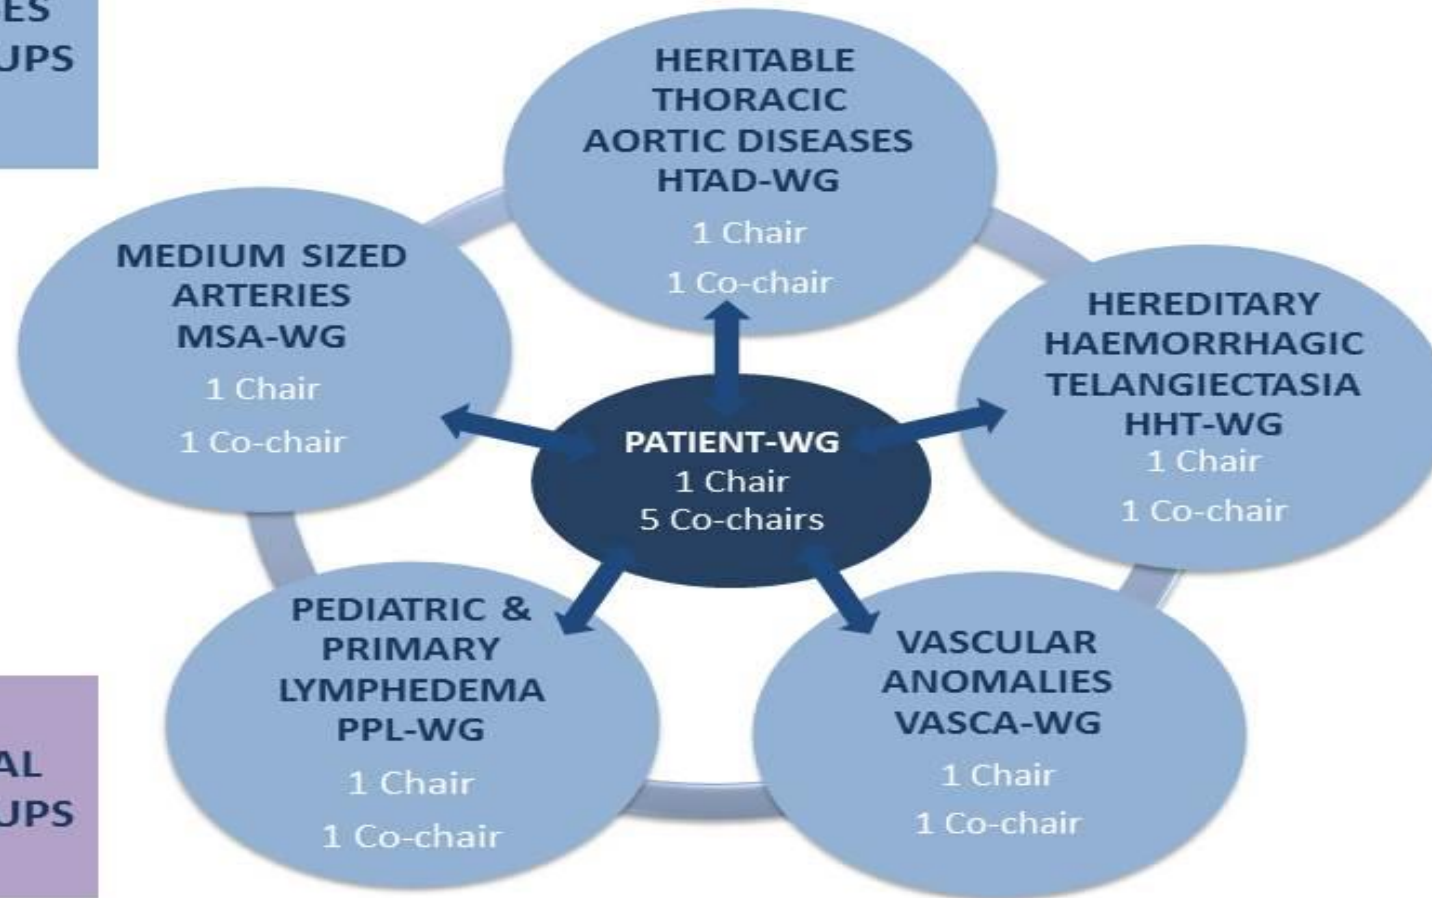 UPS
HERITABLE
THORACIC
AORTIC DISEASES
HTAD-WG
1 Chair
1 Co-chair
MEDIUM SIZED
ARTERIES
MSA-WG
1 Chair
1 Co-chair
HEREDITARY
HAEMORRHAGIC
TELANGIECTASIA
HHT-WG
1 Chair
1 Co-chair
PATIENT-WG
1 Chair
5 Co-chairs
PEDIATRIC &
PRIMARY
LYMPHEDEMA
PPL-WG
1 Chair
1 Co-chair
VASCULAR
ANOMALIES
VASCA-WG
1 Chair
1 Co-chair
AL
UPS